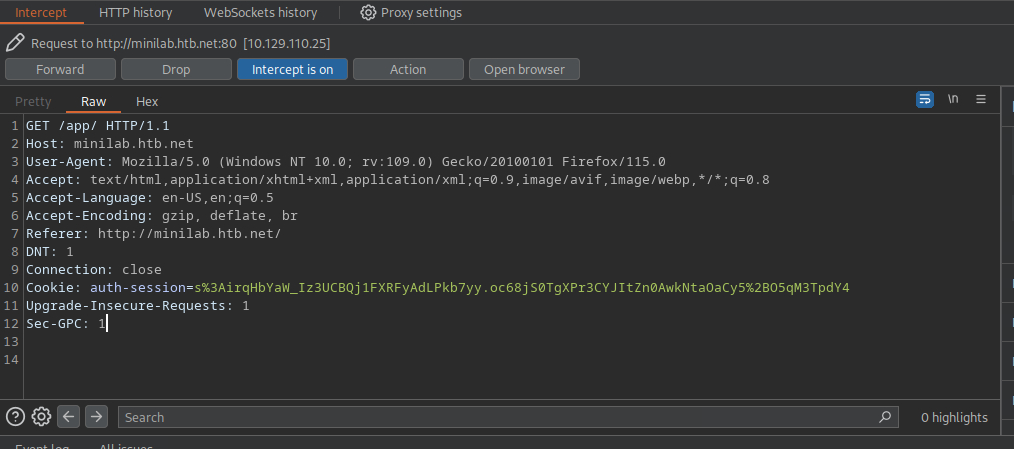 Intercept HTTP history WebSockets history Proxy settings
Request to http://minilab.htb.net:80 [10.129.110.25]
Forward Drop Intercept is on Action Open browser
Pretty Raw Hex \n
1 GET /app/ HTTP/1.1
2 Host: minilab.htb.net
3 User-Agent: Mozilla/5.0 (Windows NT 10.0; rv:109.0) Gecko/20100101 Firefox/115.0
4 Accept: text/html,application/xhtml+xml,application/xml;q=0.9,image/avif,image/webp,*/*;q=0.8
5 Accept-Language: en-US,en;q=0.5
6 Accept-Encoding: gzip, deflate, br
7 Referer: http://minilab.htb.net/
8 DNT: 1
9 Connection: close
10 Cookie: auth-session=s%3AirqHbYaW_Iz3UCBQj1FXRFyAdLPkb7yy.oc68jS0TgXPr3CYJItZn0AwkNtaOaCy5%2BO5qM3TpdY4
11 Upgrade-Insecure-Requests: 1
12 Sec-GPC: 1
13
14
Search 0 highlights
Event log All issues